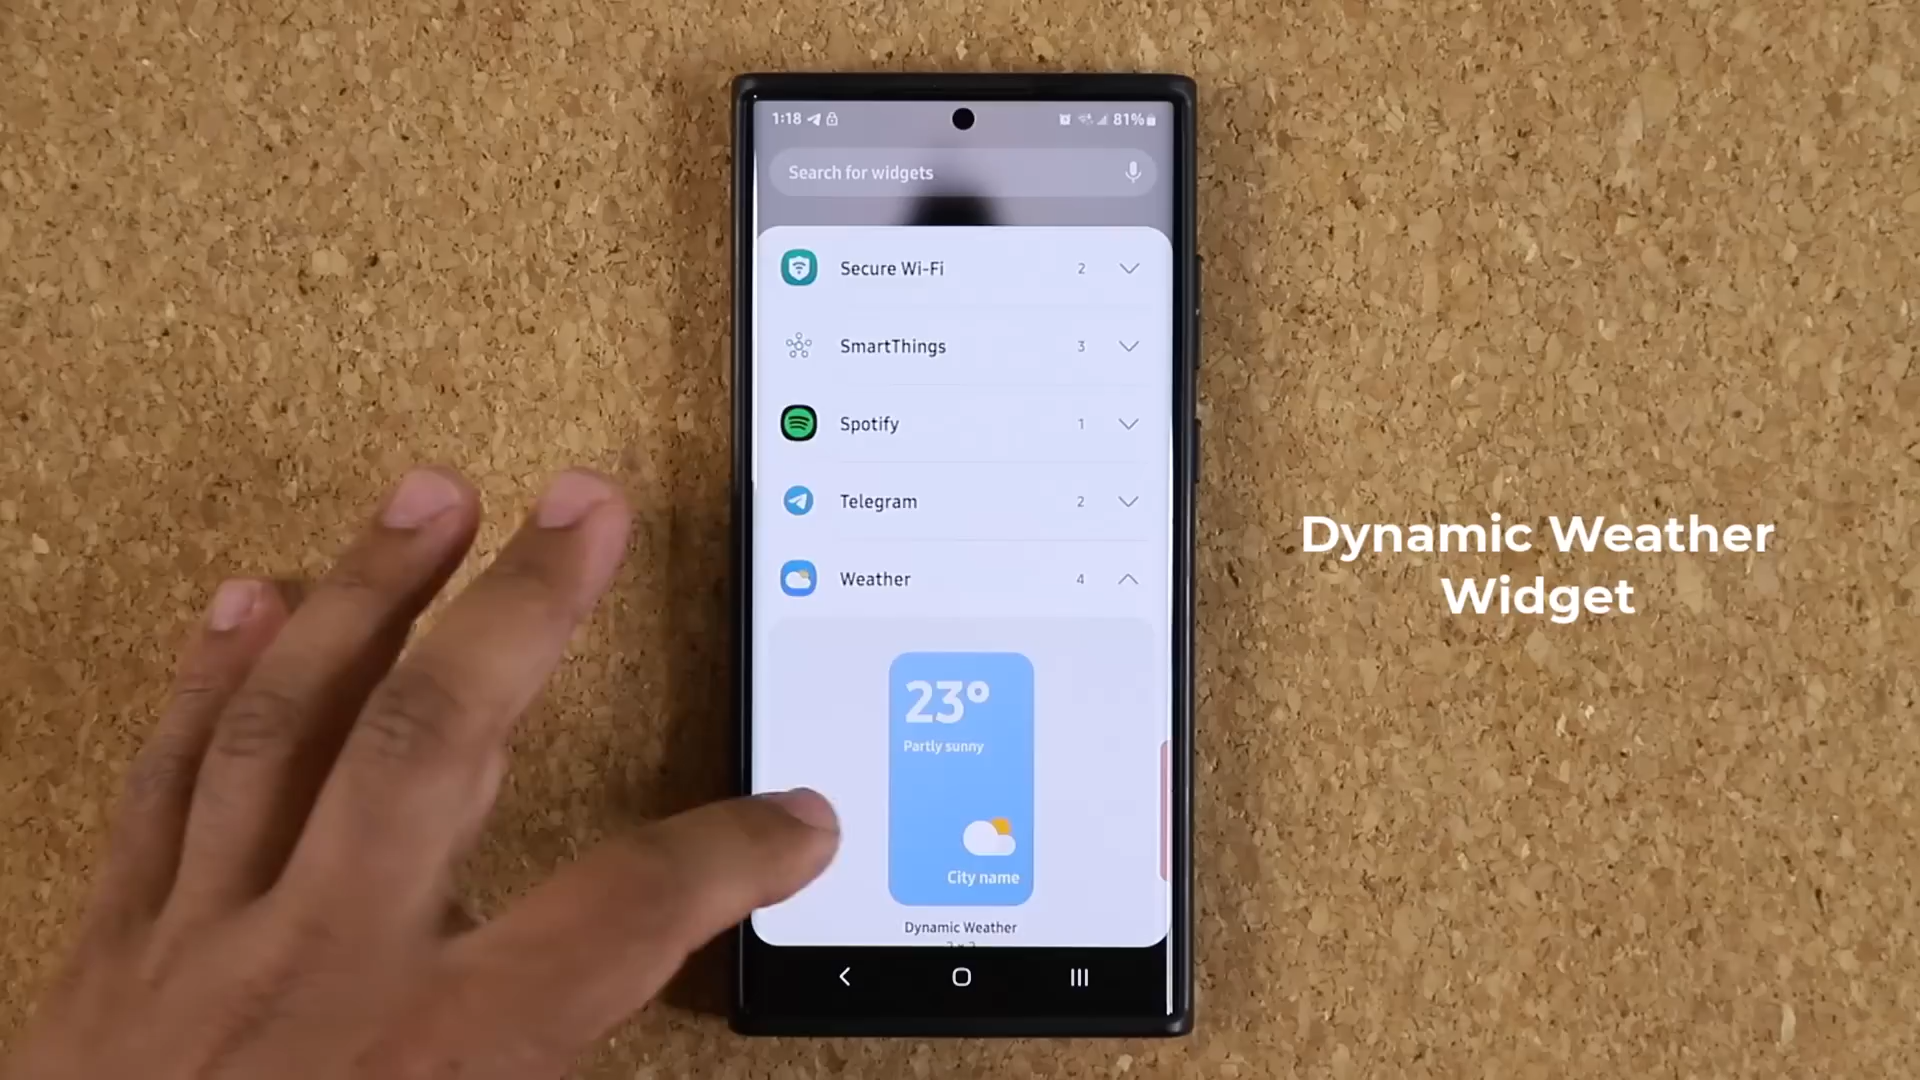 1:18 81%
Search for widgets
Secure Wi-Fi 2
SmartThings 3
Spotify 1
Telegram 2
Weather 4
23°
Partly sunny
City name
Dynamic Weather
Dynamic Weather
Widget